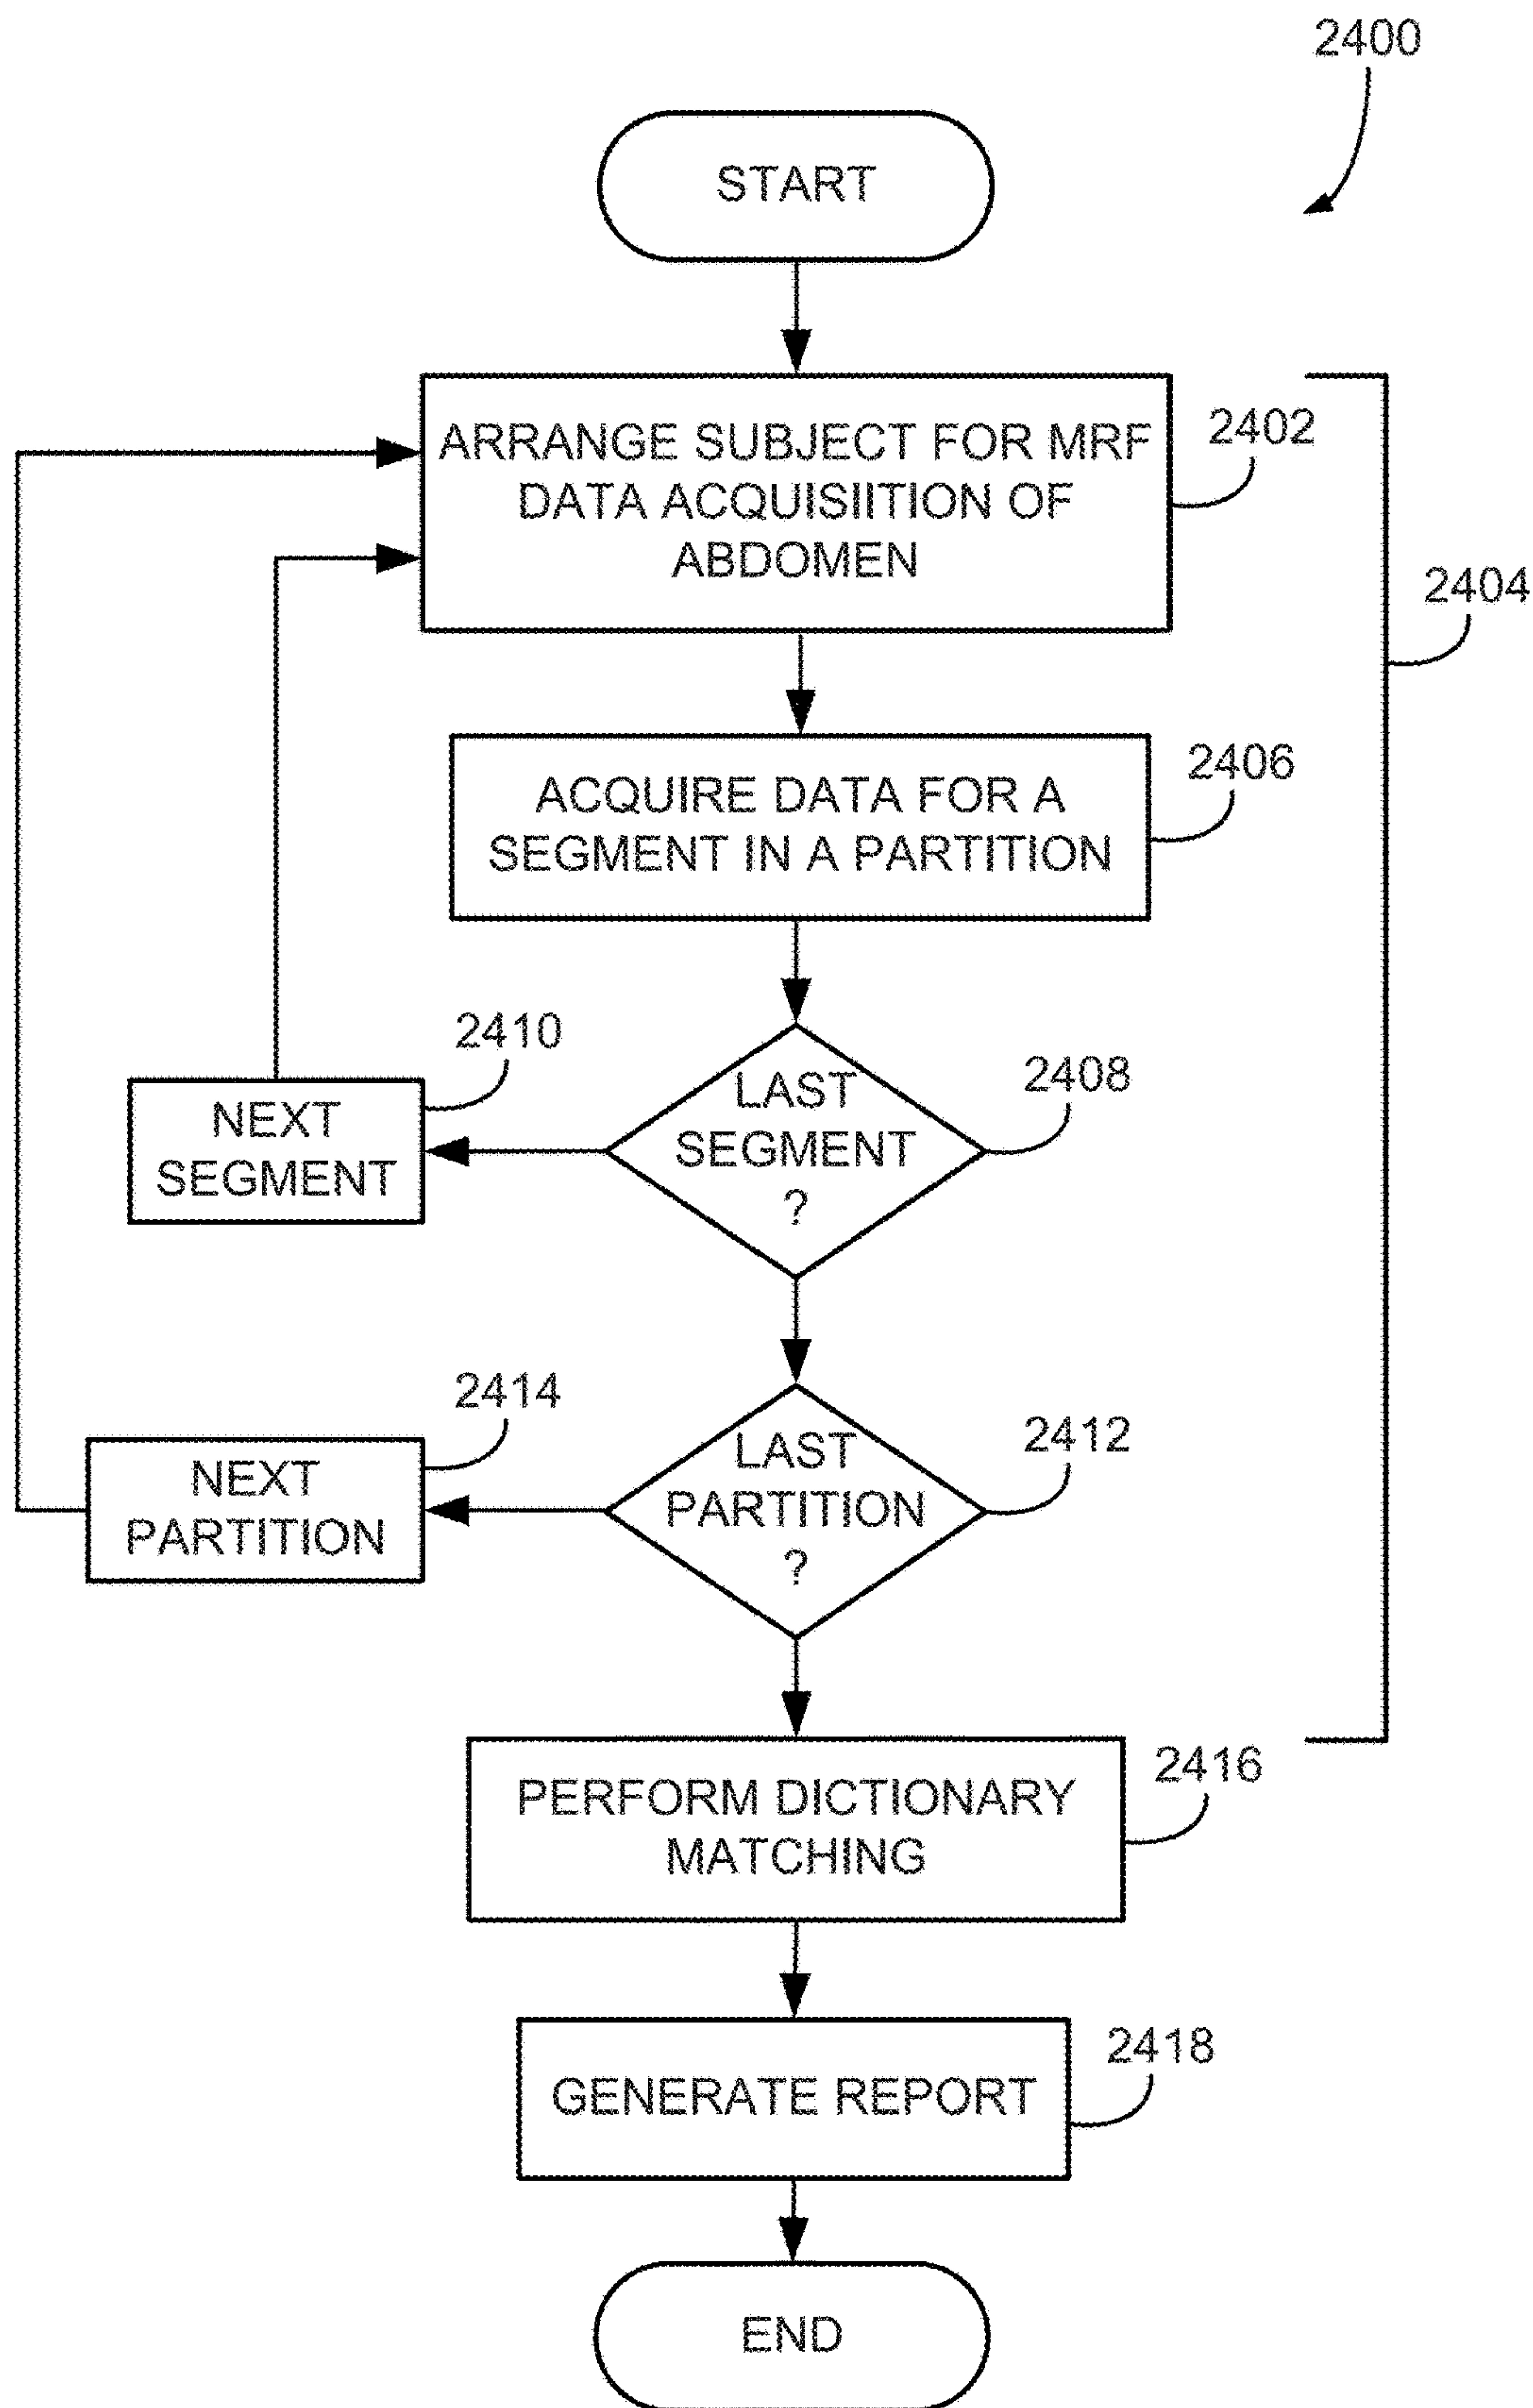 2400
START
ARRANGE SUBJECT FOR MRF
DATA ACQUISIITION OF
ABDOMEN
2402
2404
ACQUIRE DATA FOR A
SEGMENT IN A PARTITION
2406
LAST
SEGMENT
?
2408
2410
NEXT
SEGMENT
LAST
PARTITION
?
2412
2414
NEXT
PARTITION
PERFORM DICTIONARY
MATCHING
2416
GENERATE REPORT
2418
END